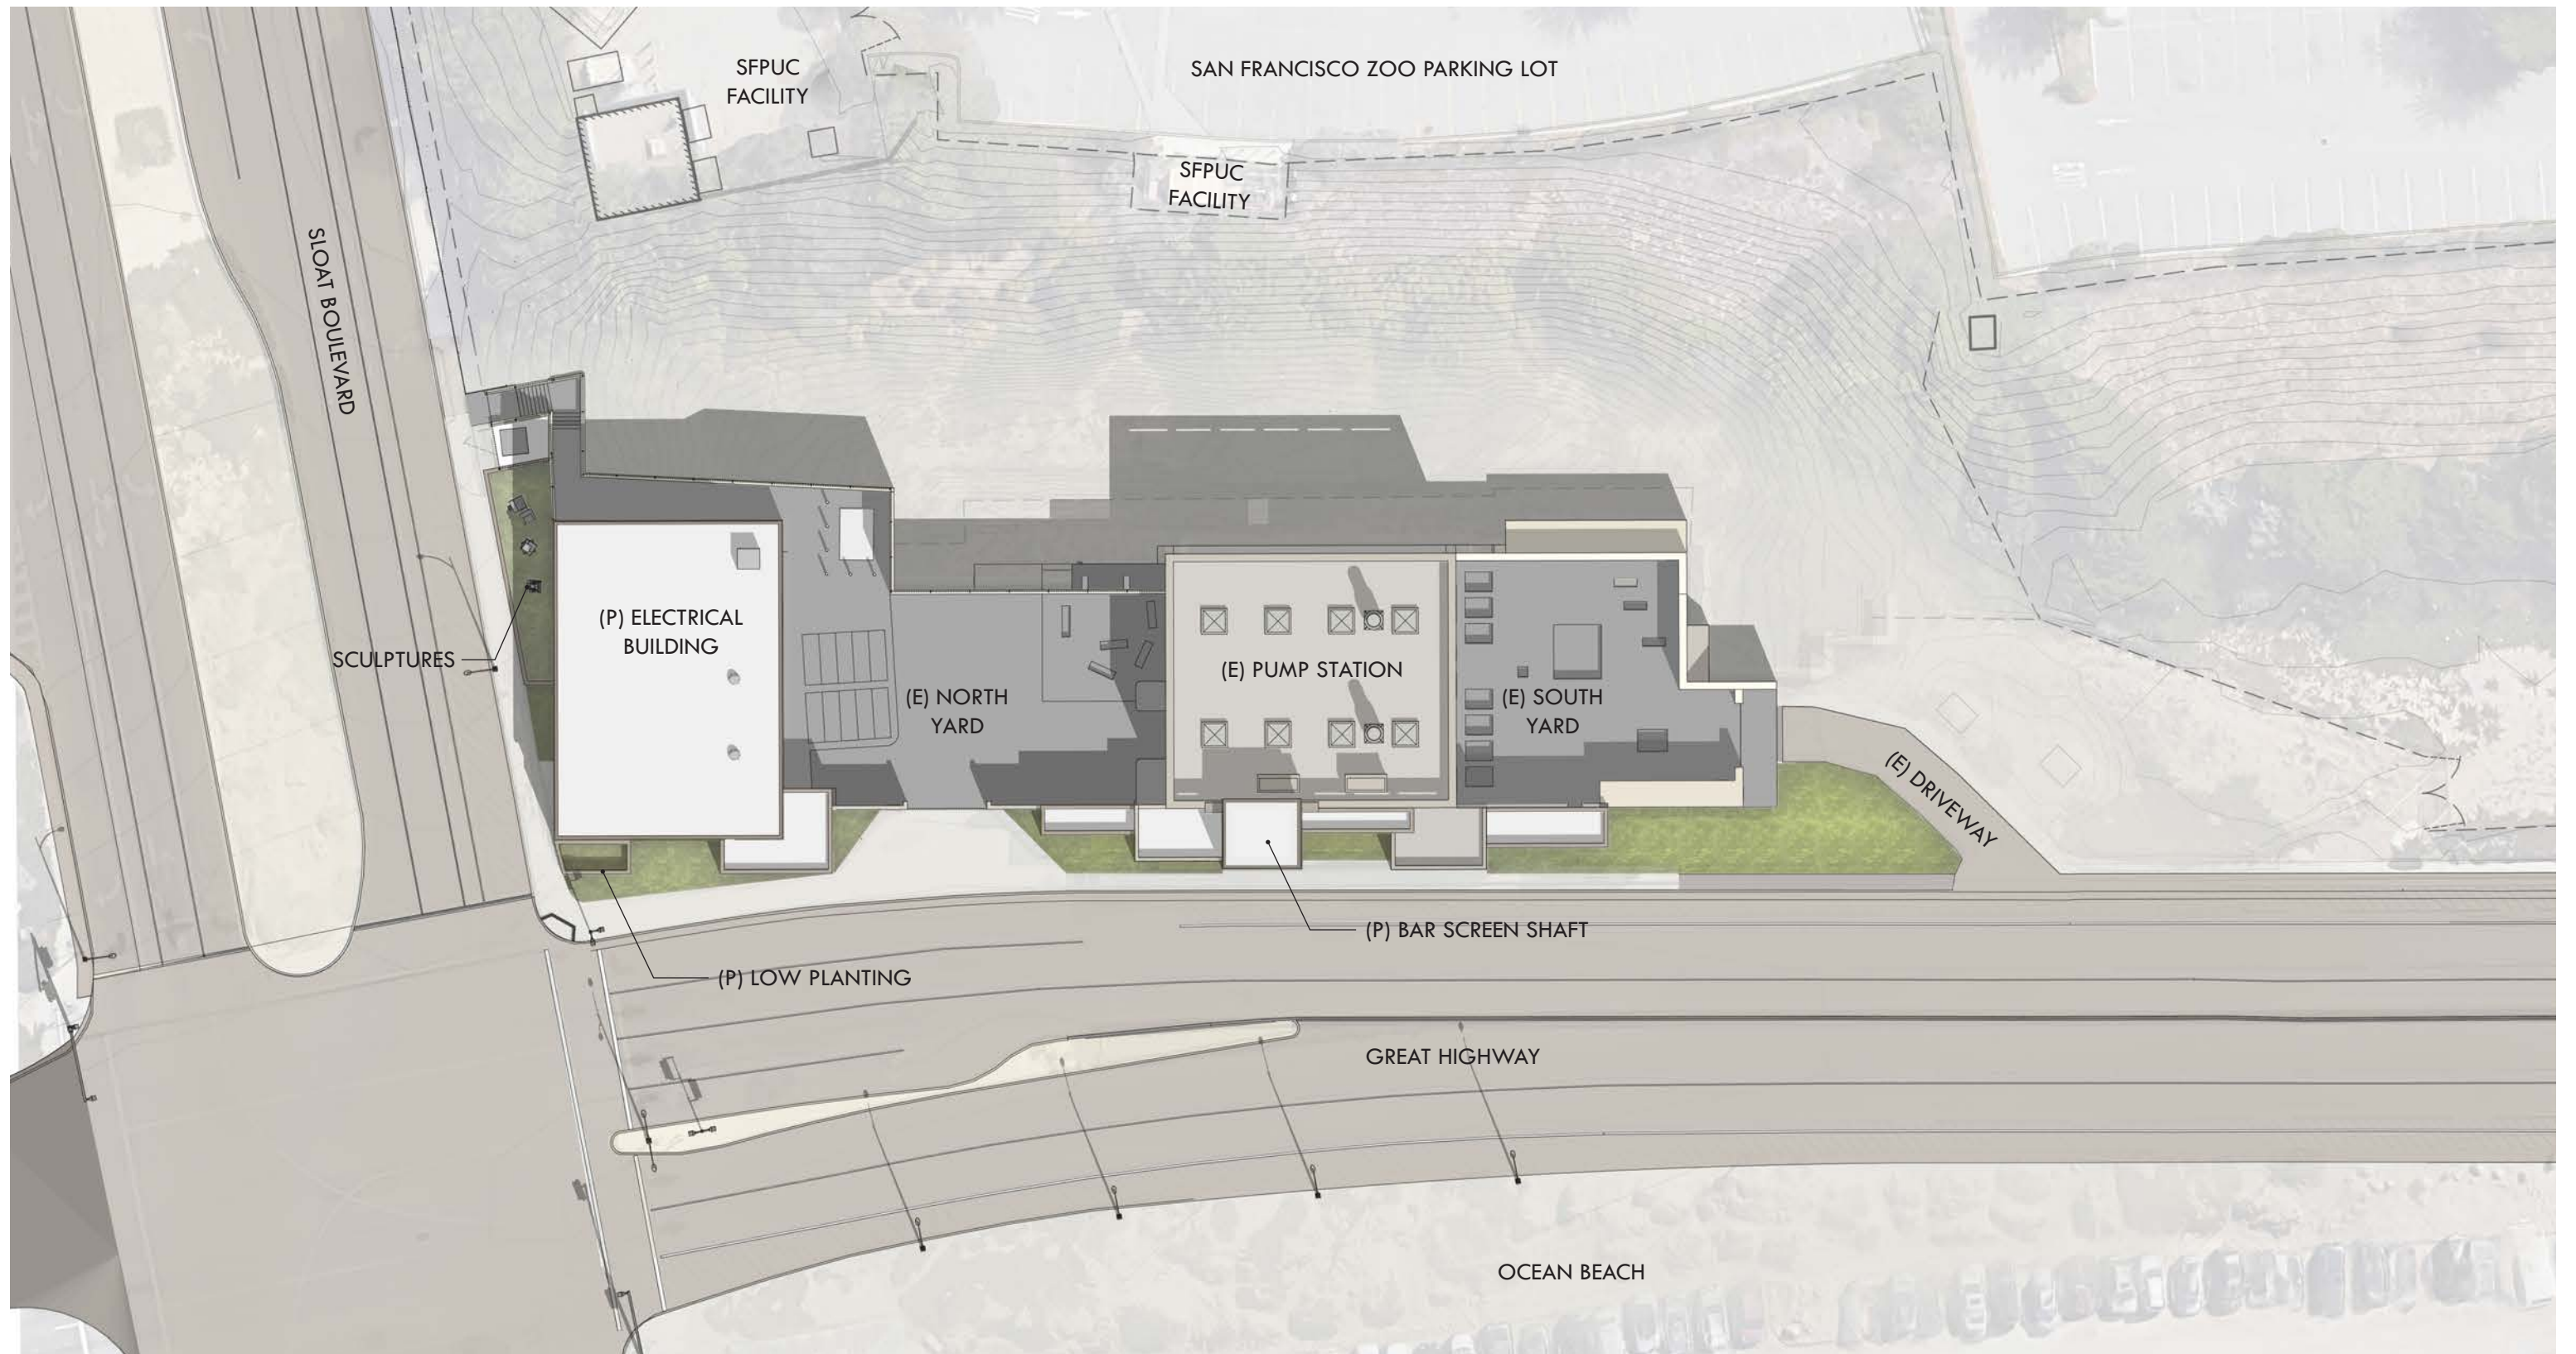 SFPUC
FACILITY
SAN FRANCISCO ZOO PARKING LOT
SFPUC
FACILITY
SLOAT BOULEVARD
(P) ELECTRICAL
BUILDING
SCULPTURES
(E) NORTH
YARD
(E) PUMP STATION
(E) SOUTH
YARD
(E) DRIVEWAY
(P) BAR SCREEN SHAFT
(P) LOW PLANTING
GREAT HIGHWAY
OCEAN BEACH